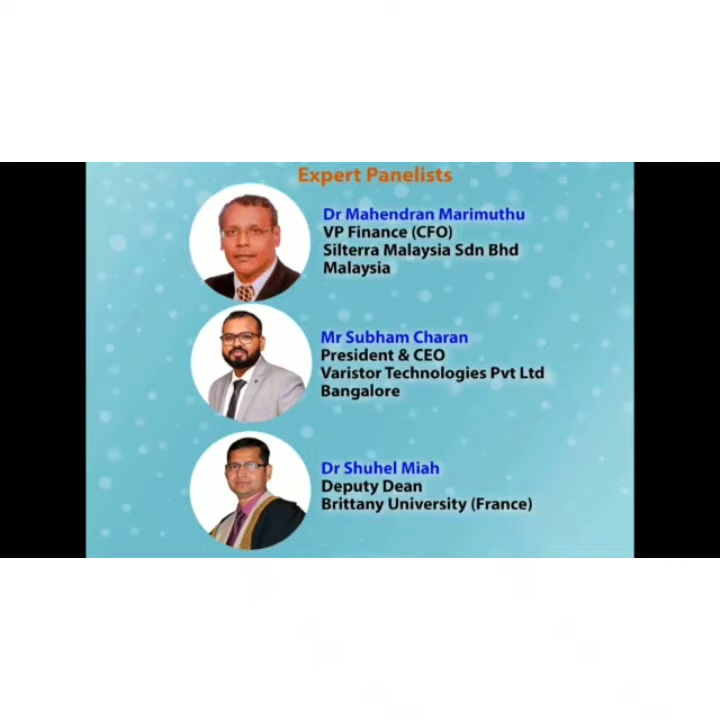 Expert Panelists
Dr Mahendran Marimuthu
VP Finance (CFO)
Silterra Malaysia Sdn Bhd
Malaysia
Mr Subham Charan
President & CEO
Varistor Technologies Pvt Ltd
Bangalore
Dr Shuhel Miah
Deputy Dean
Brittany University (France)